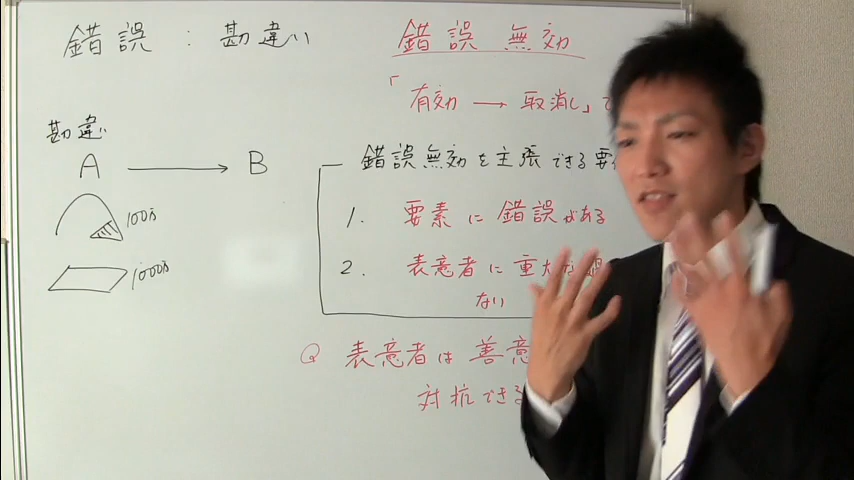 錯誤 : 勘違い
錯誤 無効
「有効 → 取消し」
勘違い
A → B
100万
1000万
錯誤無効を主張できる要
1. 要素に錯誤がある
2. 表意者に重大な
ない
Q 表意者は善意
対抗できる